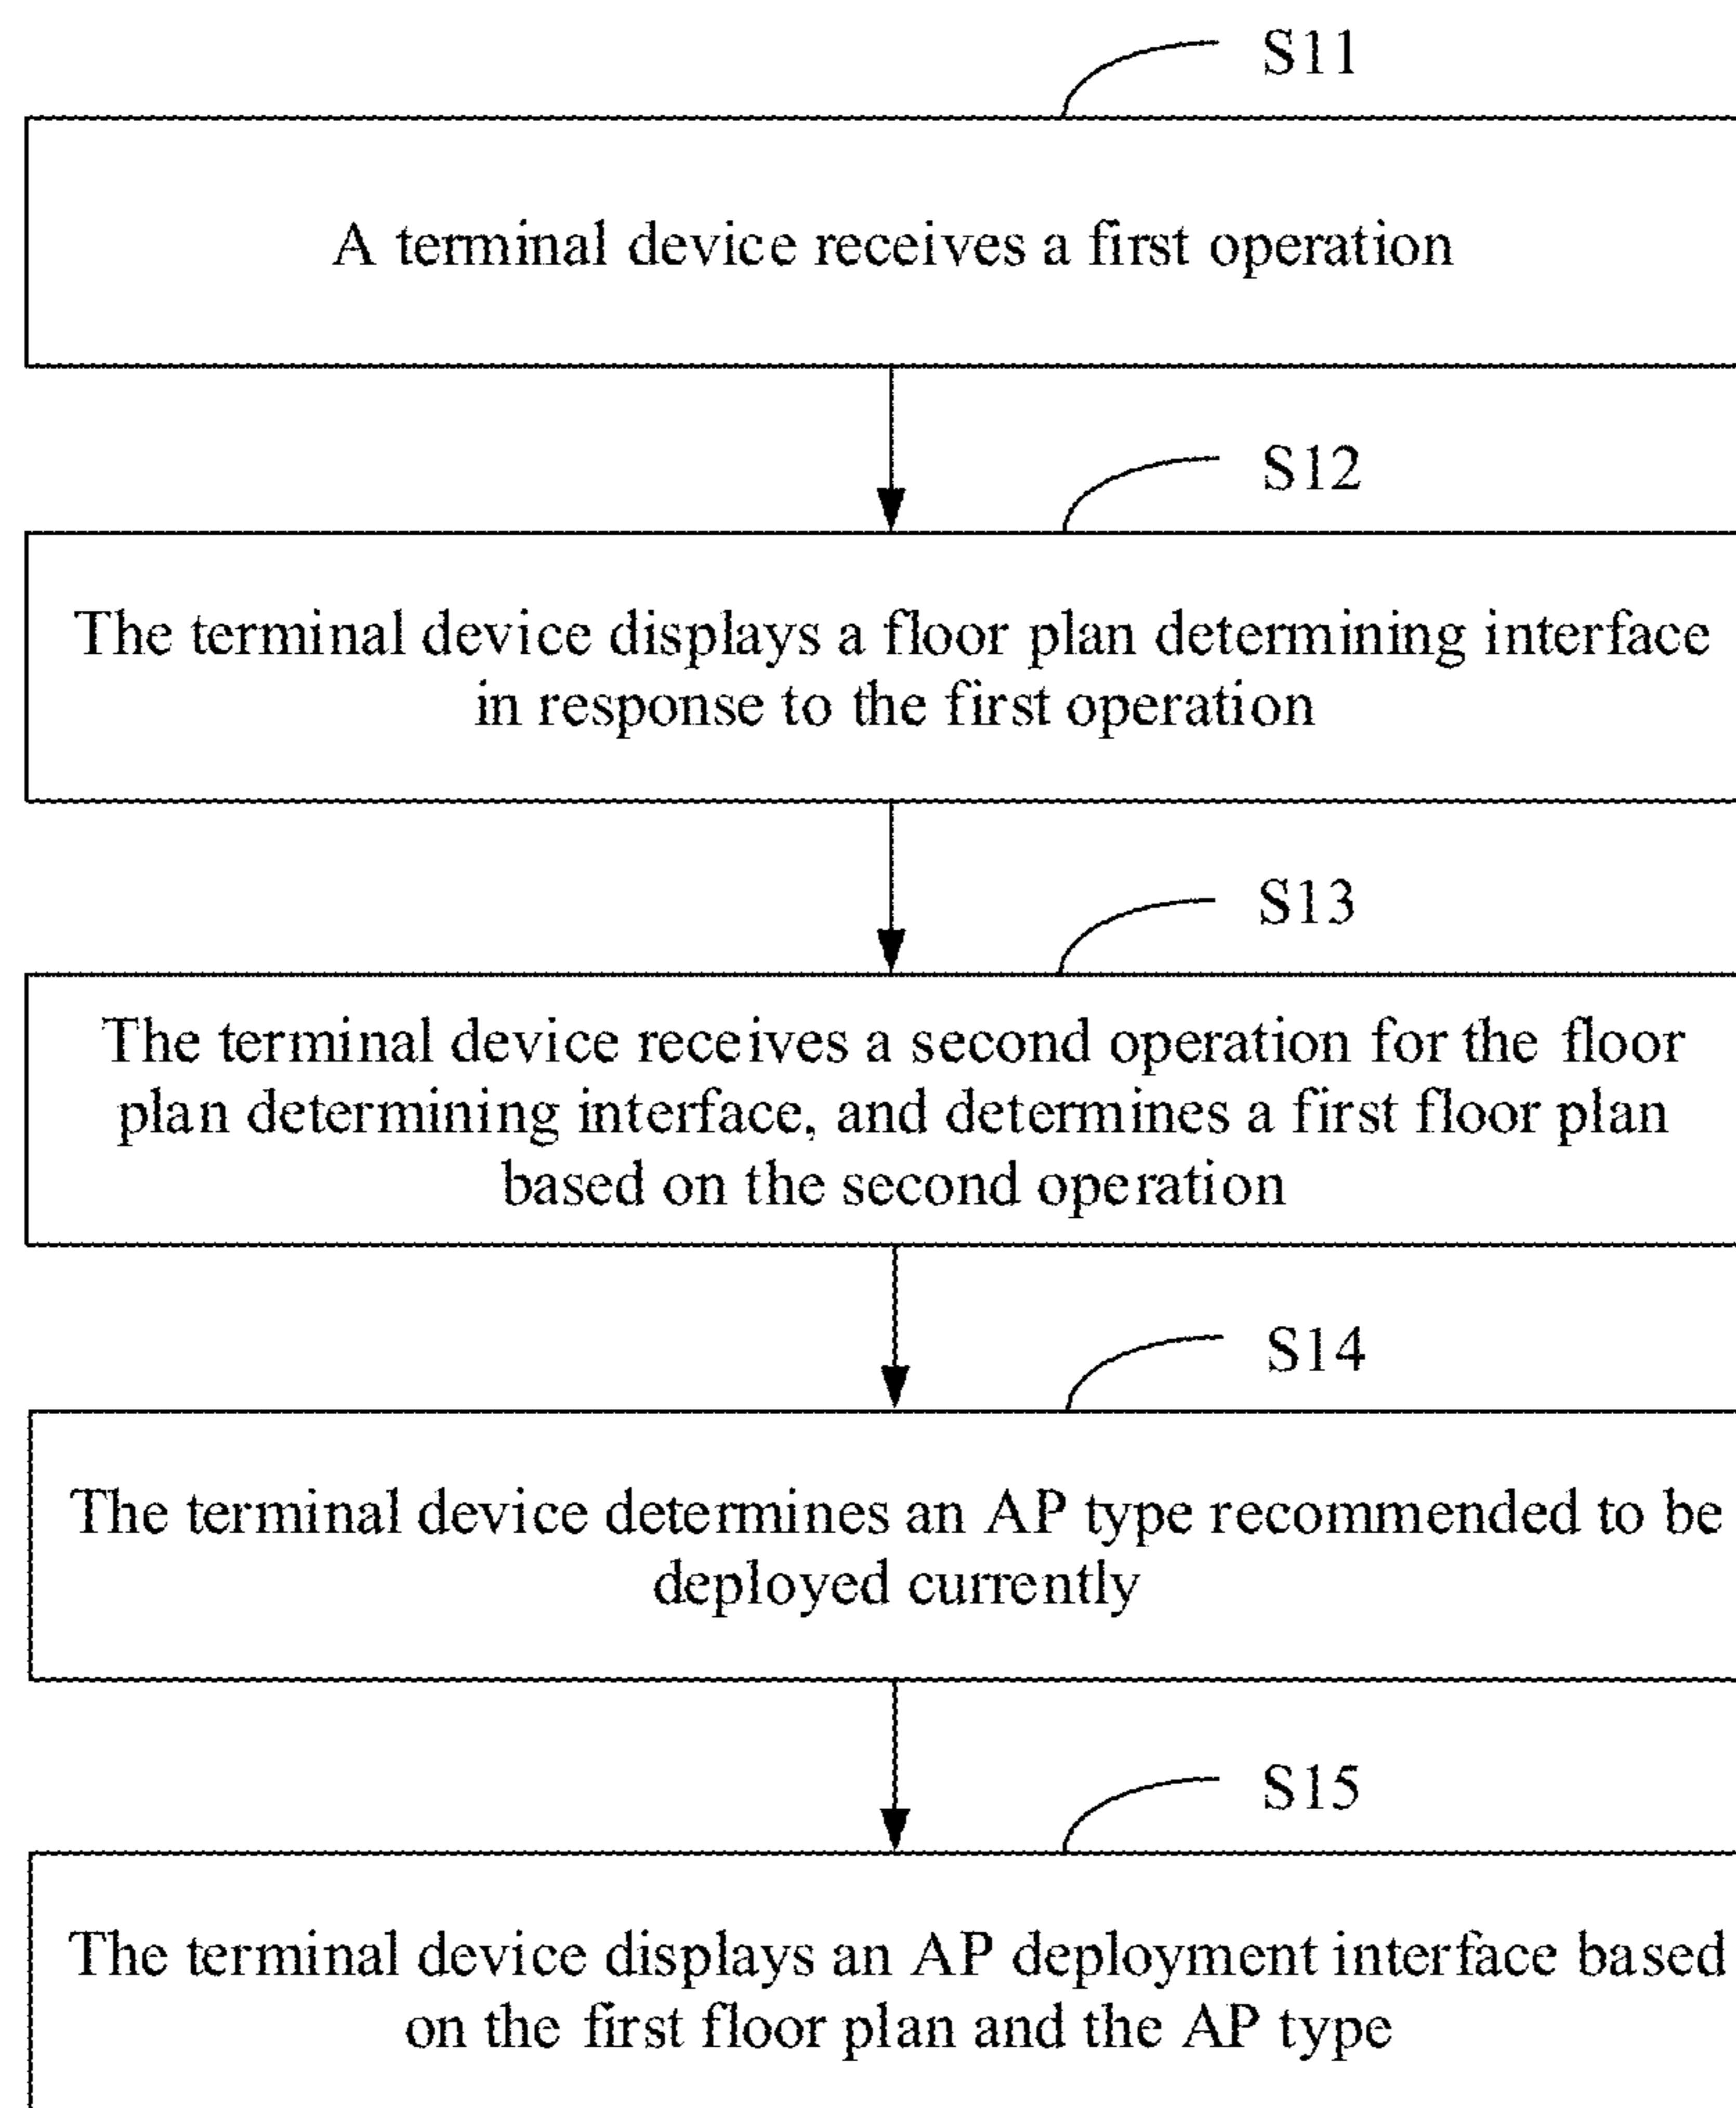 S11
A terminal device receives a first operation
S12
The terminal device displays a floor plan determining interface
in response to the first operation
S13
The terminal device receives a second operation for the floor
plan determining interface, and determines a first floor plan
based on the second operation
S14
The terminal device determines an AP type recommended to be
deployed currently
S15
The terminal device displays an AP deployment interface based
on the first floor plan and the AP type